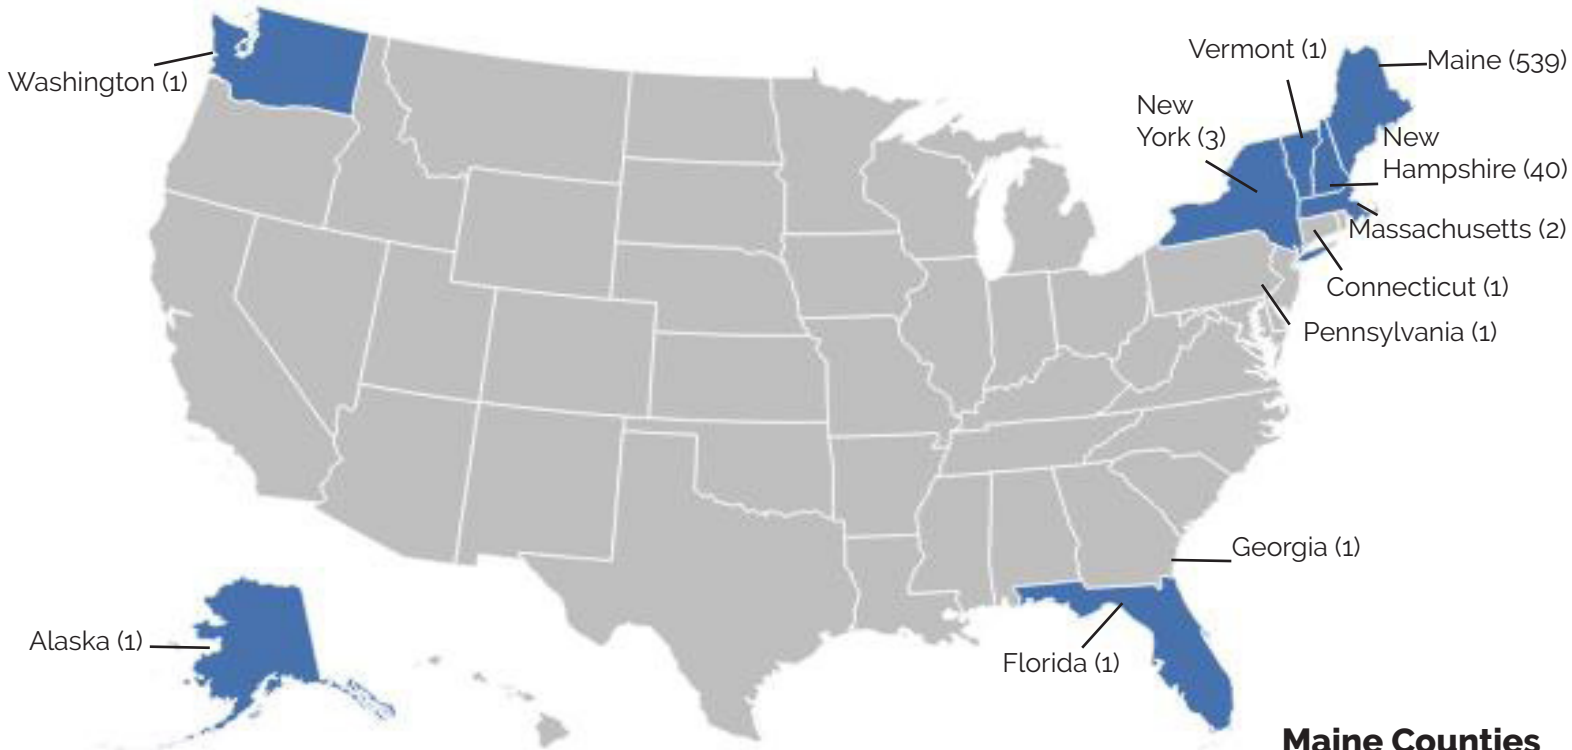 Vermont (1)
Maine (539)
Washington (1)
New
York (3)
New
Hampshire (40)
Massachusetts (2)
Connecticut (1)
Pennsylvania (1)
Georgia (1)
Alaska (1)
Florida (1)
Maine Counties